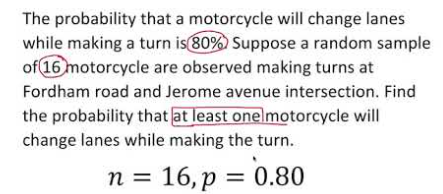 The probability that a motorcycle will change lanes
while making a turn is 80%. Suppose a random sample
of 16 motorcycle are observed making turns at
Fordham road and Jerome avenue intersection. Find
the probability that at least one motorcycle will
change lanes while making the turn.
n = 16, p = 0.80